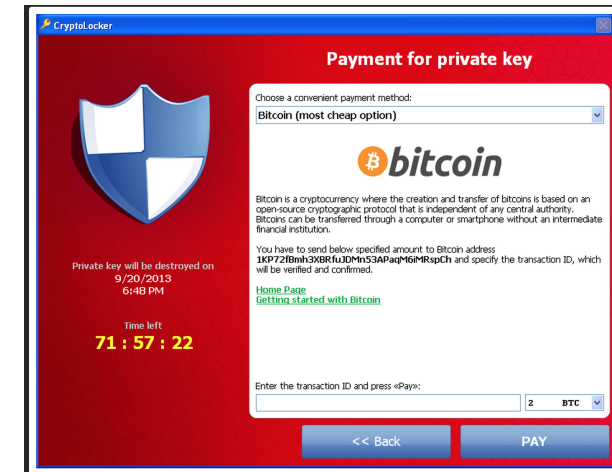 CryptoLocker
Payment for private key
Choose a convenient payment method:
Bitcoin (most cheap option)
bitcoin
Bitcoin is a cryptocurrency where the creation and transfer of bitcoins is based on an
open-source cryptographic protocol that is independent of any central authority.
Bitcoins can be transferred through a computer or smartphone without an intermediate
financial institution.
You have to send below specified amount to Bitcoin address
1KP72fBmh3XBRfuJDMn53APaqM6iMRspCh and specify the transaction ID, which
will be verified and confirmed.
Home Page
Getting started with Bitcoin
Private key will be destroyed on
9/20/2013
6:48 PM
Time left
71 : 57 : 22
Enter the transaction ID and press «Pay»:
2 BTC
<< Back
PAY